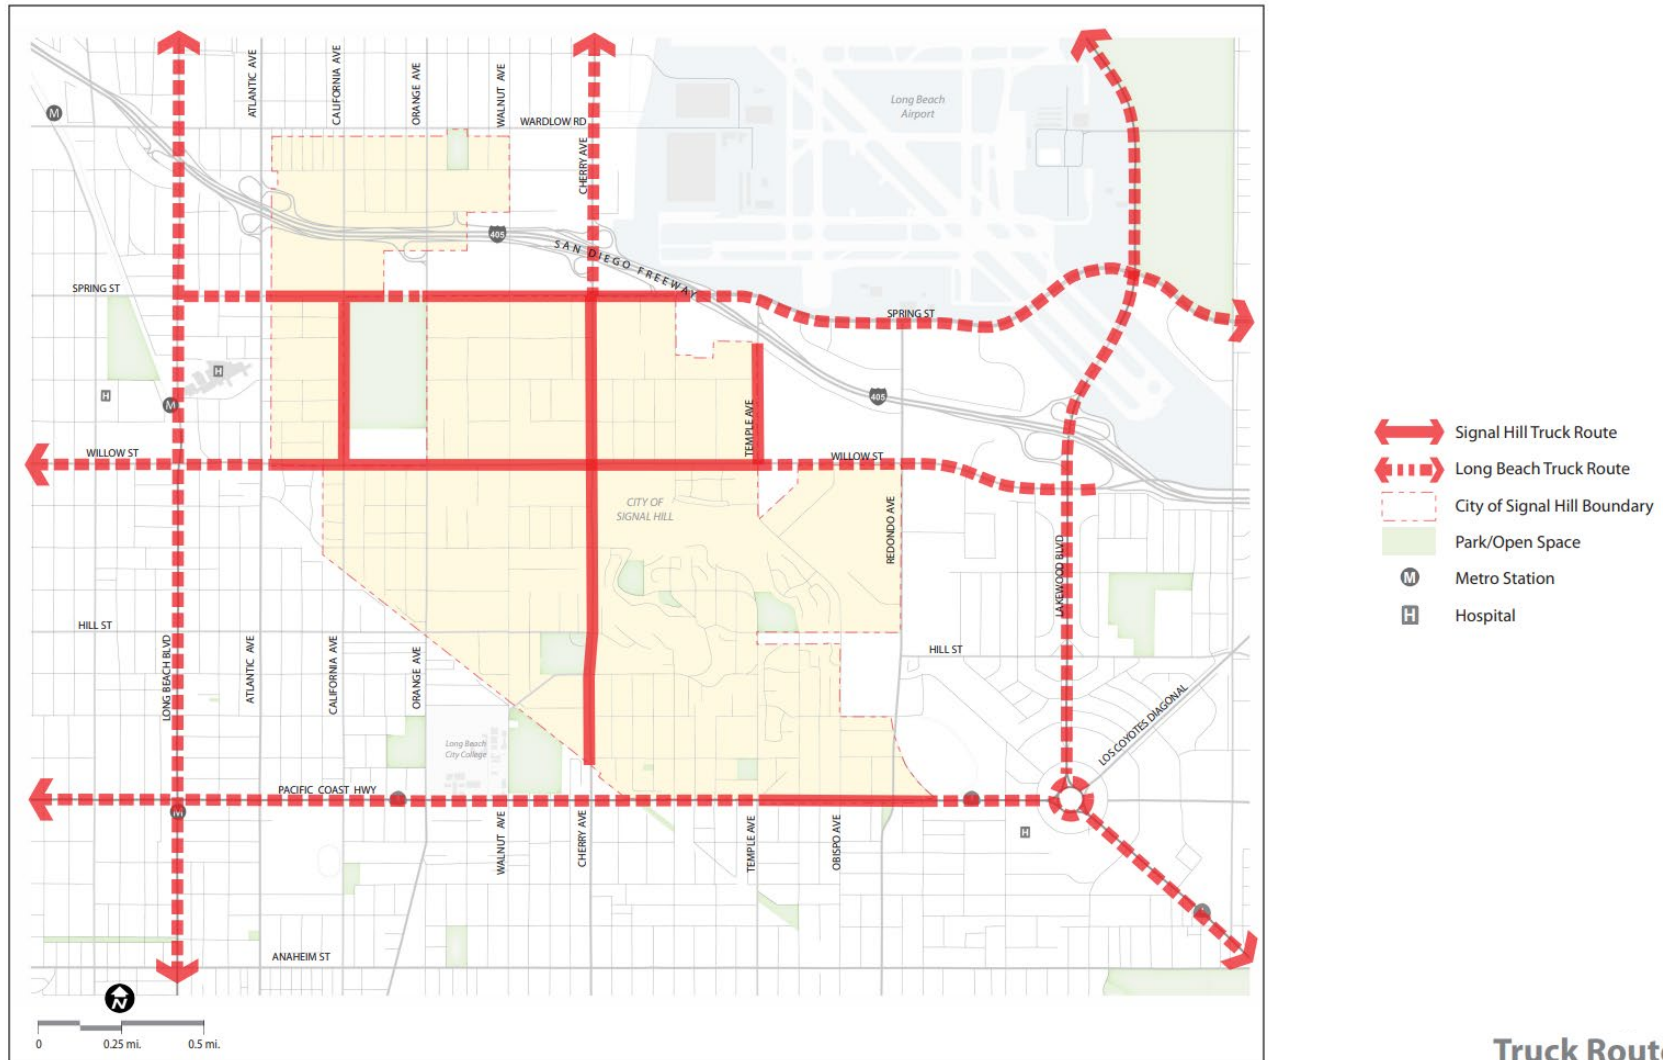 ATLANTIC AVE
CALIFORNIA AVE
ORANGE AVE
WALNUT AVE
WARDLOW RD
CHERRY AVE
Long Beach
Airport
M
405
SAN DIEGO FREEWAY
SPRING ST
SPRING ST
H
H
M
405
TEMPLE AVE
WILLOW ST
WILLOW ST
CITY OF
SIGNAL HILL
REDONDO AVE
LAKEWOOD BLVD
HILL ST
HILL ST
LONG BEACH BLVD
ATLANTIC AVE
CALIFORNIA AVE
ORANGE AVE
LOS COYOTES DIAGONAL
Long Beach
City College
PACIFIC COAST HWY
M
WALNUT AVE
CHERRY AVE
TEMPLE AVE
OBISPO AVE
H
ANAHEIM ST
N
0
0.25 mi.
0.5 mi.
Signal Hill Truck Route
Long Beach Truck Route
City of Signal Hill Boundary
Park/Open Space
M
Metro Station
H
Hospital